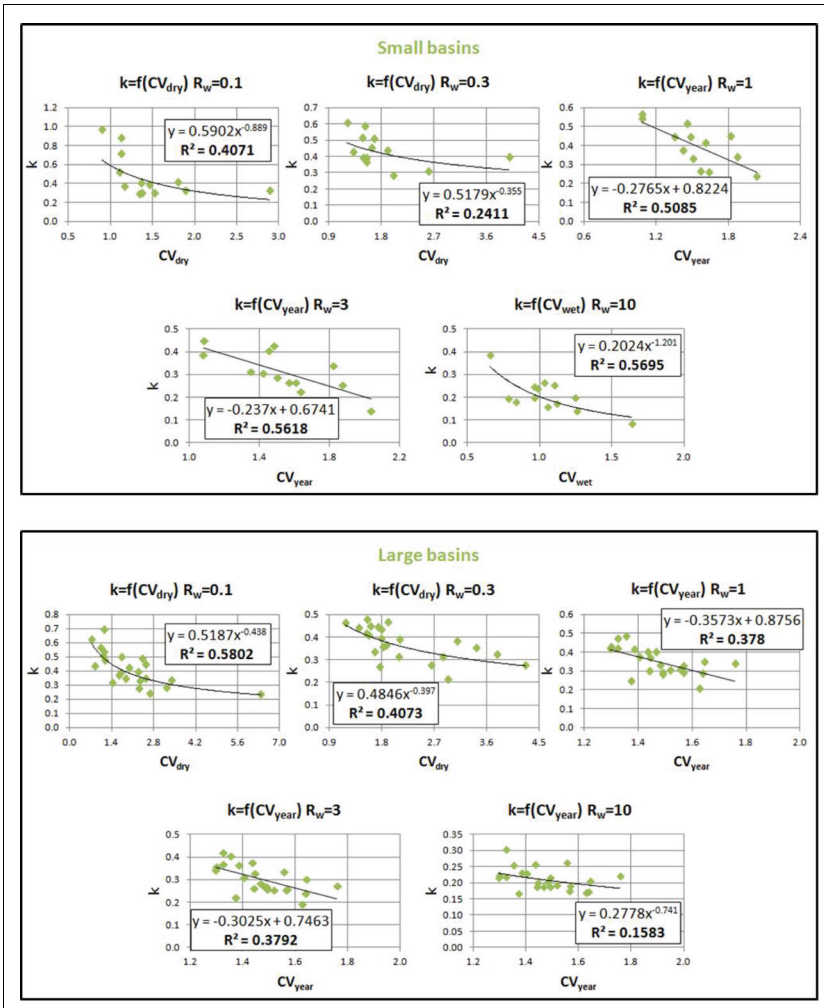 Small basins
k=f(CVdry) Rw=0.1
k
1.2
1.0
0.8
0.6
0.4
0.2
0.0
y = 0.5902x-0.889
R² = 0.4071
0.5 1.0 1.5 2.0 2.5 3.0
CVdry
k=f(CVdry) Rw=0.3
k
0.7
0.6
0.5
0.4
0.3
0.2
0.1
0.0
y = 0.5179x-0.355
R² = 0.2411
0.9 1.8 2.7 3.6 4.5
CVdry
k=f(CVyear) Rw=1
k
0.6
0.5
0.4
0.3
0.2
0.1
0.0
y = -0.2765x + 0.8224
R² = 0.5085
0.6 1.2 1.8 2.4
CVyear
k=f(CVyear) Rw=3
k
0.5
0.4
0.3
0.2
0.1
0.0
y = -0.237x + 0.6741
R² = 0.5618
1.0 1.4 1.8 2.2
CVyear
k=f(CVwet) Rw=10
k
0.5
0.4
0.3
0.2
0.1
0.0
y = 0.2024x-1.201
R² = 0.5695
0.5 1.0 1.5 2.0
CVwet
Large basins
k=f(CVdry) Rw=0.1
k
0.8
0.7
0.6
0.5
0.4
0.3
0.2
0.1
0.0
y = 0.5187x-0.438
R² = 0.5802
0.0 1.4 2.8 4.2 5.6 7.0
CVdry
k=f(CVdry) Rw=0.3
k
0.5
0.4
0.3
0.2
0.1
0.0
y = 0.4846x-0.397
R² = 0.4073
0.9 1.8 2.7 3.6 4.5
CVdry
k=f(CVyear) Rw=1
k
0.6
0.5
0.4
0.3
0.2
0.1
0.0
y = -0.3573x + 0.8756
R² = 0.378
1.2 1.4 1.6 1.8 2.0
CVyear
k=f(CVyear) Rw=3
k
0.5
0.4
0.3
0.2
0.1
0.0
y = -0.3025x + 0.7463
R² = 0.3792
1.2 1.4 1.6 1.8 2.0
CVyear
k=f(CVyear) Rw=10
k
0.35
0.30
0.25
0.20
0.15
0.10
0.05
0.00
y = 0.2778x-0.741
R² = 0.1583
1.2 1.4 1.6 1.8 2.0
CVyear